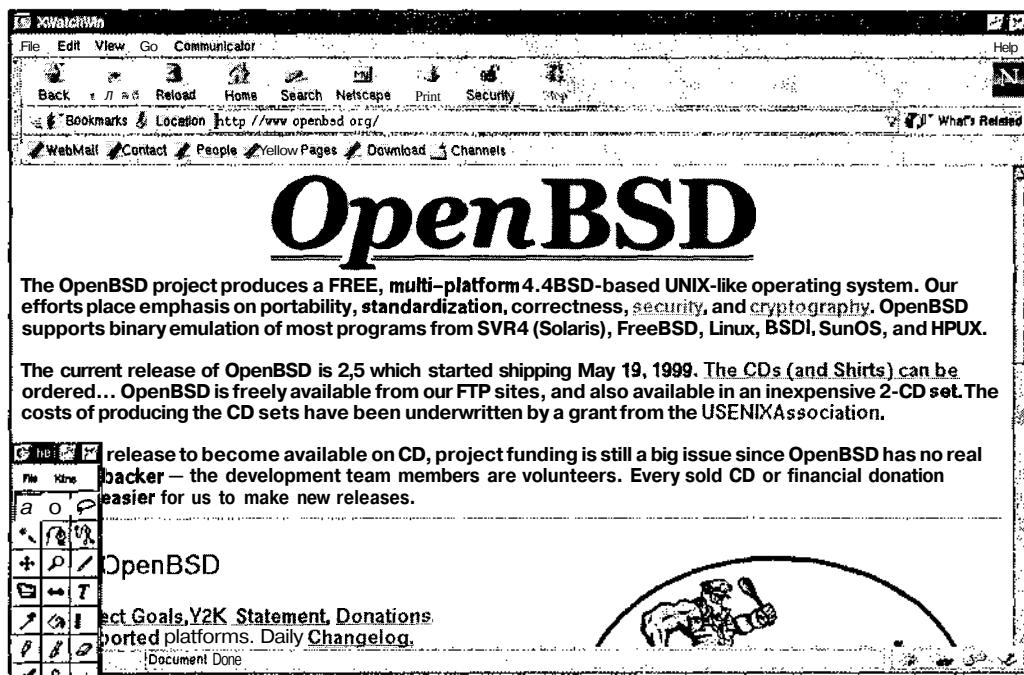 XWatchWin
File Edit View Go Communicator Help
Back Reload Home Search Netscape Print Security
Bookmarks Location http //www openbsd org/ What's Related
WebMail Contact People Yellow Pages Download Channels
OpenBSD
The OpenBSD project produces a FREE, multi-platform 4.4BSD-based UNIX-like operating system. Our
efforts place emphasis on portability, standardization, correctness, security, and cryptography. OpenBSD
supports binary emulation of most programs from SVR4 (Solaris), FreeBSD, Linux, BSDI, SunOS, and HPUX.
The current release of OpenBSD is 2,5 which started shipping May 19, 1999. The CDs (and Shirts) can be
ordered... OpenBSD is freely available from our FTP sites, and also available in an inexpensive 2-CD set. The
costs of producing the CD sets have been underwritten by a grant from the USENIX Association.
release to become available on CD, project funding is still a big issue since OpenBSD has no real
backer — the development team members are volunteers. Every sold CD or financial donation
easier for us to make new releases.
File
OpenBSD
ect Goals, Y2K Statement, Donations
ported platforms. Daily Changelog,
Document Done